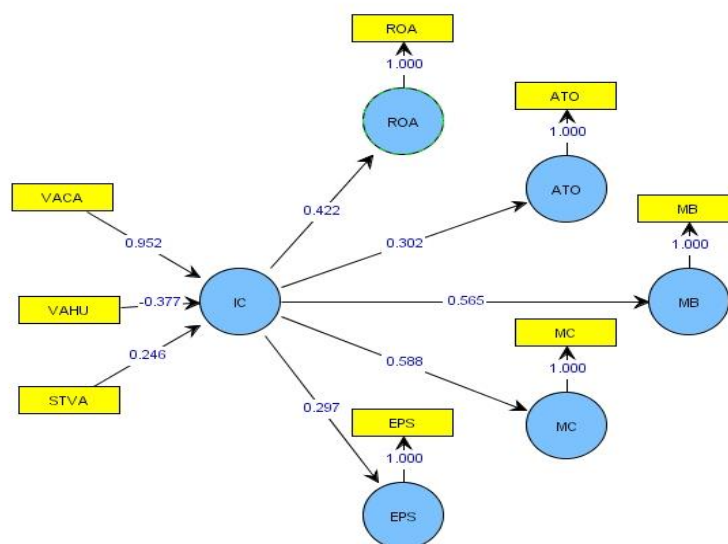 ROA
1.000
ROA
ATO
1.000
ATO
0.422
VACA
0.952
0.302
MB
1.000
MB
VAHU
-0.377
IC
0.565
STVA
0.246
0.588
MC
1.000
MC
0.297
EPS
1.000
EPS